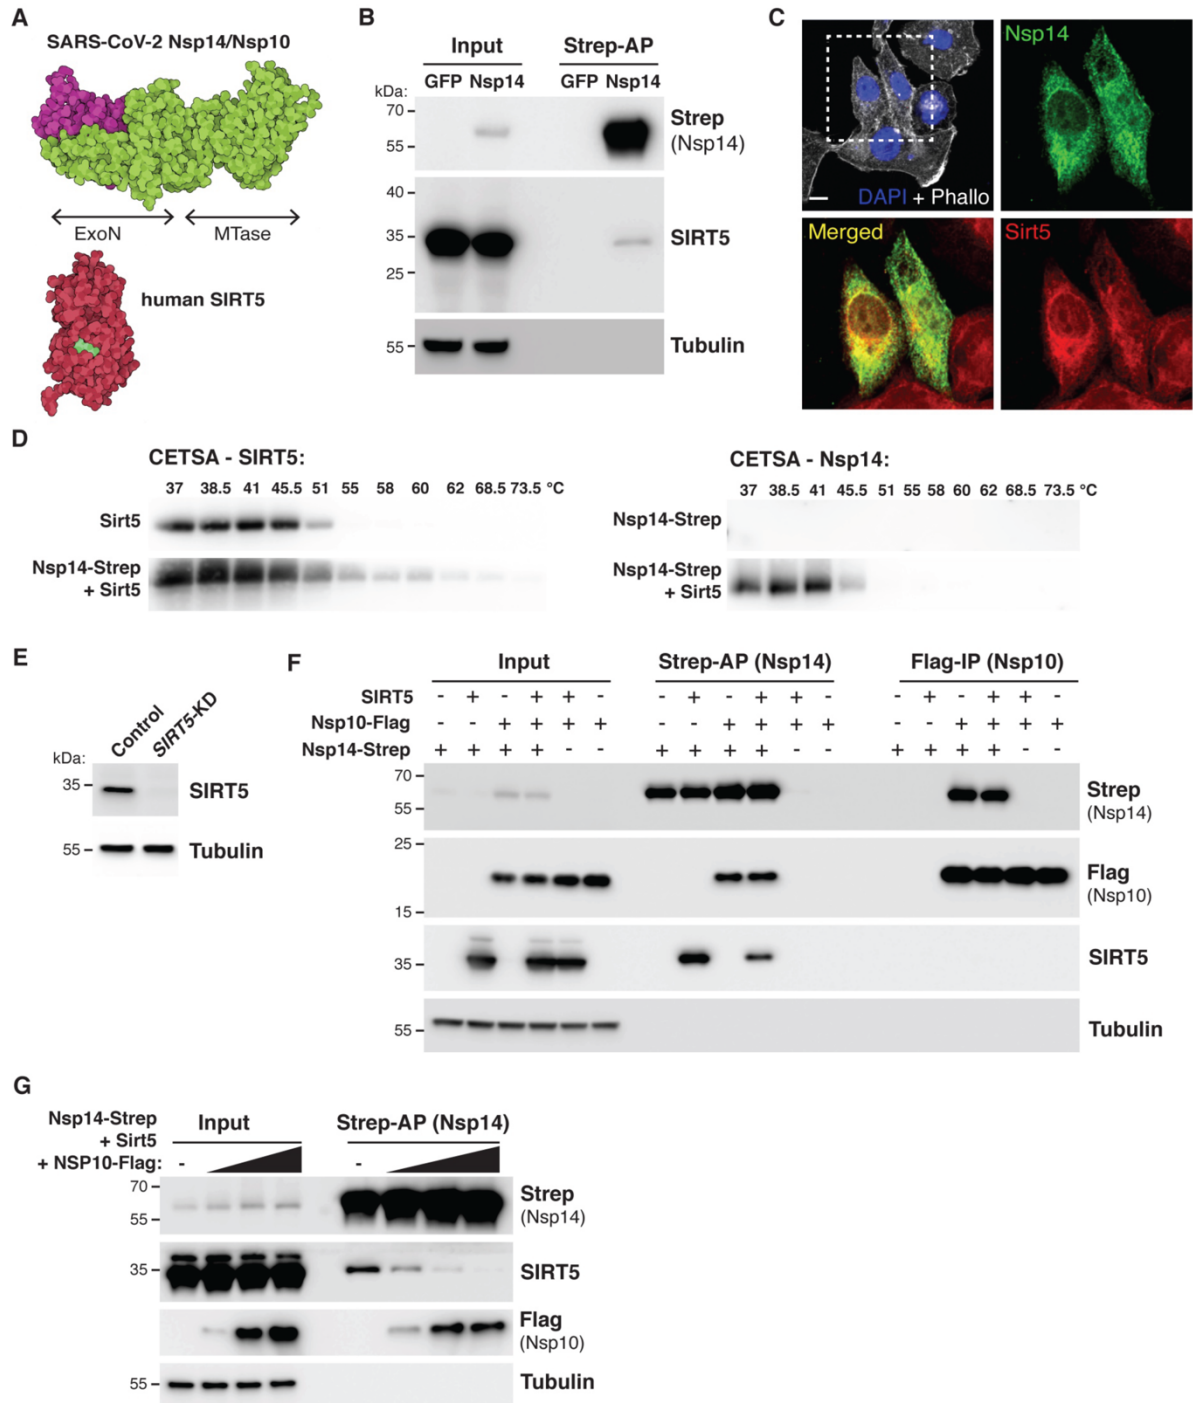 A
SARS-CoV-2 Nsp14/Nsp10
ExoN
MTase
human SIRT5
B
Input
Strep-AP
GFP Nsp14
GFP Nsp14
kDa:
70
55
Strep
(Nsp14)
40
35
25
SIRT5
55
Tubulin
C
DAPI + Phallo
Nsp14
Merged
Sirt5
D
CETSA - SIRT5:
37 38.5 41 45.5 51 55 58 60 62 68.5 73.5 °C
Sirt5
Nsp14-Strep
+ Sirt5
CETSA - Nsp14:
37 38.5 41 45.5 51 55 58 60 62 68.5 73.5 °C
Nsp14-Strep
Nsp14-Strep
+ Sirt5
E
Control
SIRT5-KD
kDa:
35
SIRT5
55
Tubulin
F
Input
Strep-AP (Nsp14)
Flag-IP (Nsp10)
SIRT5 - + - + + - - + - + + - - + - + + -
Nsp10-Flag - - + + + + - - + + + + - - + + + +
Nsp14-Strep + + + + - - + + + + - - + + + + - -
70
55
Strep
(Nsp14)
25
15
Flag
(Nsp10)
35
SIRT5
55
Tubulin
G
Nsp14-Strep
+ Sirt5
+ NSP10-Flag:
Input
Strep-AP (Nsp14)
- -
70
55
Strep
(Nsp14)
35
SIRT5
Flag
(Nsp10)
55
Tubulin